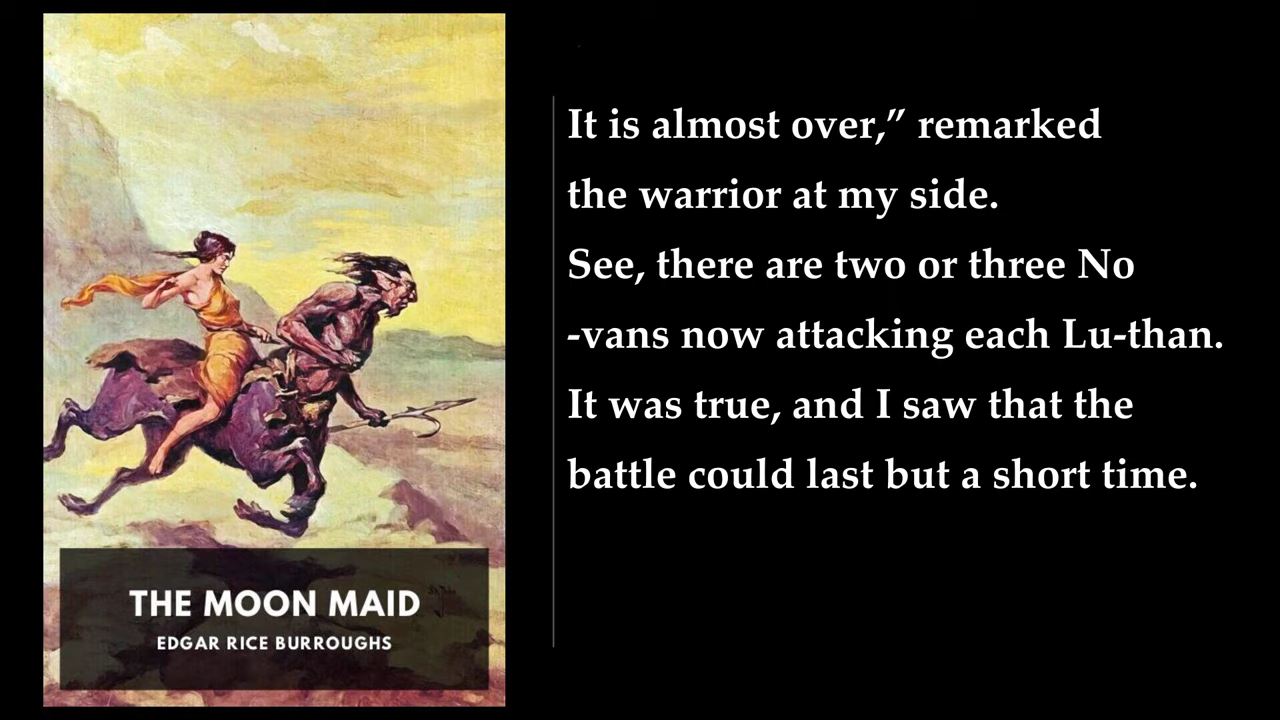 THE MOON MAID
EDGAR RICE BURROUGHS
It is almost over,” remarked
the warrior at my side.
See, there are two or three No
-vans now attacking each Lu-than.
It was true, and I saw that the
battle could last but a short time.